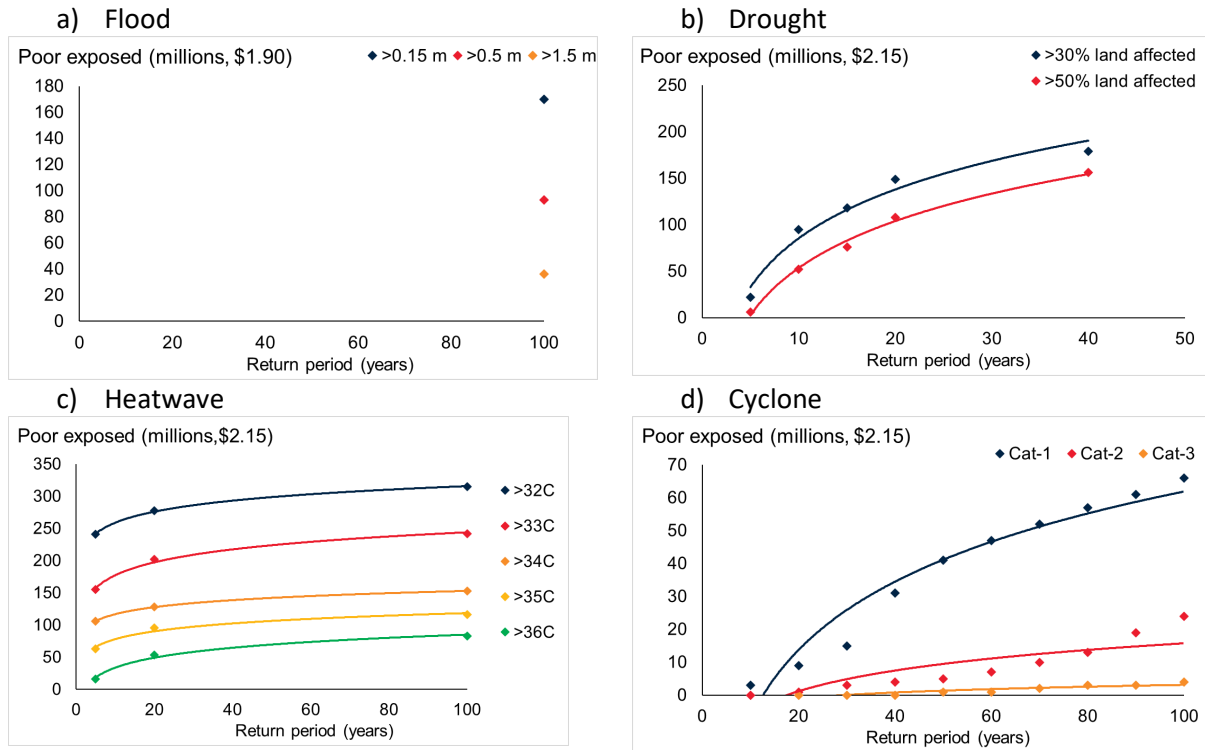 a) Flood
Poor exposed (millions, $1.90)
>0.15 m >0.5 m >1.5 m
180
160
140
120
100
80
60
40
20
0
0 20 40 60 80 100
Return period (years)
b) Drought
Poor exposed (millions, $2.15)
>30% land affected
>50% land affected
250
200
150
100
50
0
0 10 20 30 40 50
Return period (years)
c) Heatwave
Poor exposed (millions,$2.15)
350
300
250
200
150
100
50
0
0 20 40 60 80 100
Return period (years)
>32C
>33C
>34C
>35C
>36C
d) Cyclone
Poor exposed (millions, $2.15)
Cat-1 Cat-2 Cat-3
70
60
50
40
30
20
10
0
0 20 40 60 80 100
Return period (years)